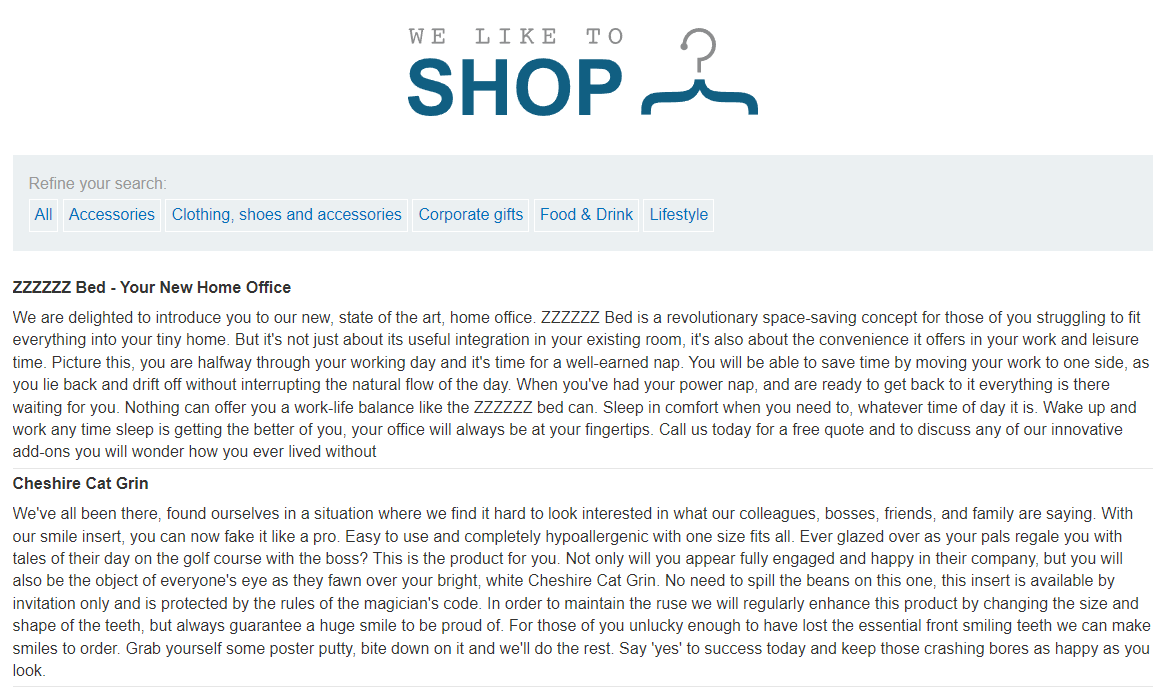 WE LIKE TO
SHOP
Refine your search:
All Accessories Clothing, shoes and accessories Corporate gifts Food & Drink Lifestyle
ZZZZZZ Bed - Your New Home Office
We are delighted to introduce you to our new, state of the art, home office. ZZZZZZ Bed is a revolutionary space-saving concept for those of you struggling to fit
everything into your tiny home. But it's not just about its useful integration in your existing room, it's also about the convenience it offers in your work and leisure
time. Picture this, you are halfway through your working day and it's time for a well-earned nap. You will be able to save time by moving your work to one side, as
you lie back and drift off without interrupting the natural flow of the day. When you've had your power nap, and are ready to get back to it everything is there
waiting for you. Nothing can offer you a work-life balance like the ZZZZZZ bed can. Sleep in comfort when you need to, whatever time of day it is. Wake up and
work any time sleep is getting the better of you, your office will always be at your fingertips. Call us today for a free quote and to discuss any of our innovative
add-ons you will wonder how you ever lived without
Cheshire Cat Grin
We've all been there, found ourselves in a situation where we find it hard to look interested in what our colleagues, bosses, friends, and family are saying. With
our smile insert, you can now fake it like a pro. Easy to use and completely hypoallergenic with one size fits all. Ever glazed over as your pals regale you with
tales of their day on the golf course with the boss? This is the product for you. Not only will you appear fully engaged and happy in their company, but you will
also be the object of everyone's eye as they fawn over your bright, white Cheshire Cat Grin. No need to spill the beans on this one, this insert is available by
invitation only and is protected by the rules of the magician's code. In order to maintain the ruse we will regularly enhance this product by changing the size and
shape of the teeth, but always guarantee a huge smile to be proud of. For those of you unlucky enough to have lost the essential front smiling teeth we can make
smiles to order. Grab yourself some poster putty, bite down on it and we'll do the rest. Say 'yes' to success today and keep those crashing bores as happy as you
look.